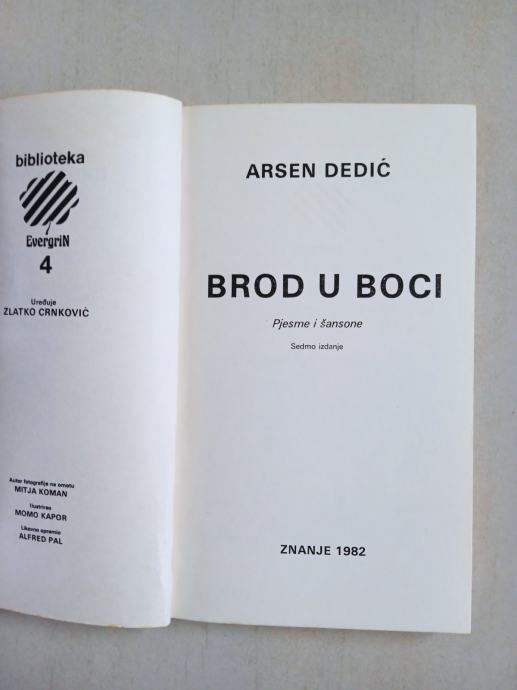 biblioteka
EvergriN
4
Uređuje
ZLATKO CRNKOVIĆ
Autor fotografije na omotu
MITJA KOMAN
Ilustrirao
MOMO KAPOR
Likovno opremio
ALFRED PAL
ARSEN DEDIĆ
BROD U BOCI
Pjesme i šansone
Sedmo izdanje
ZNANJE 1982